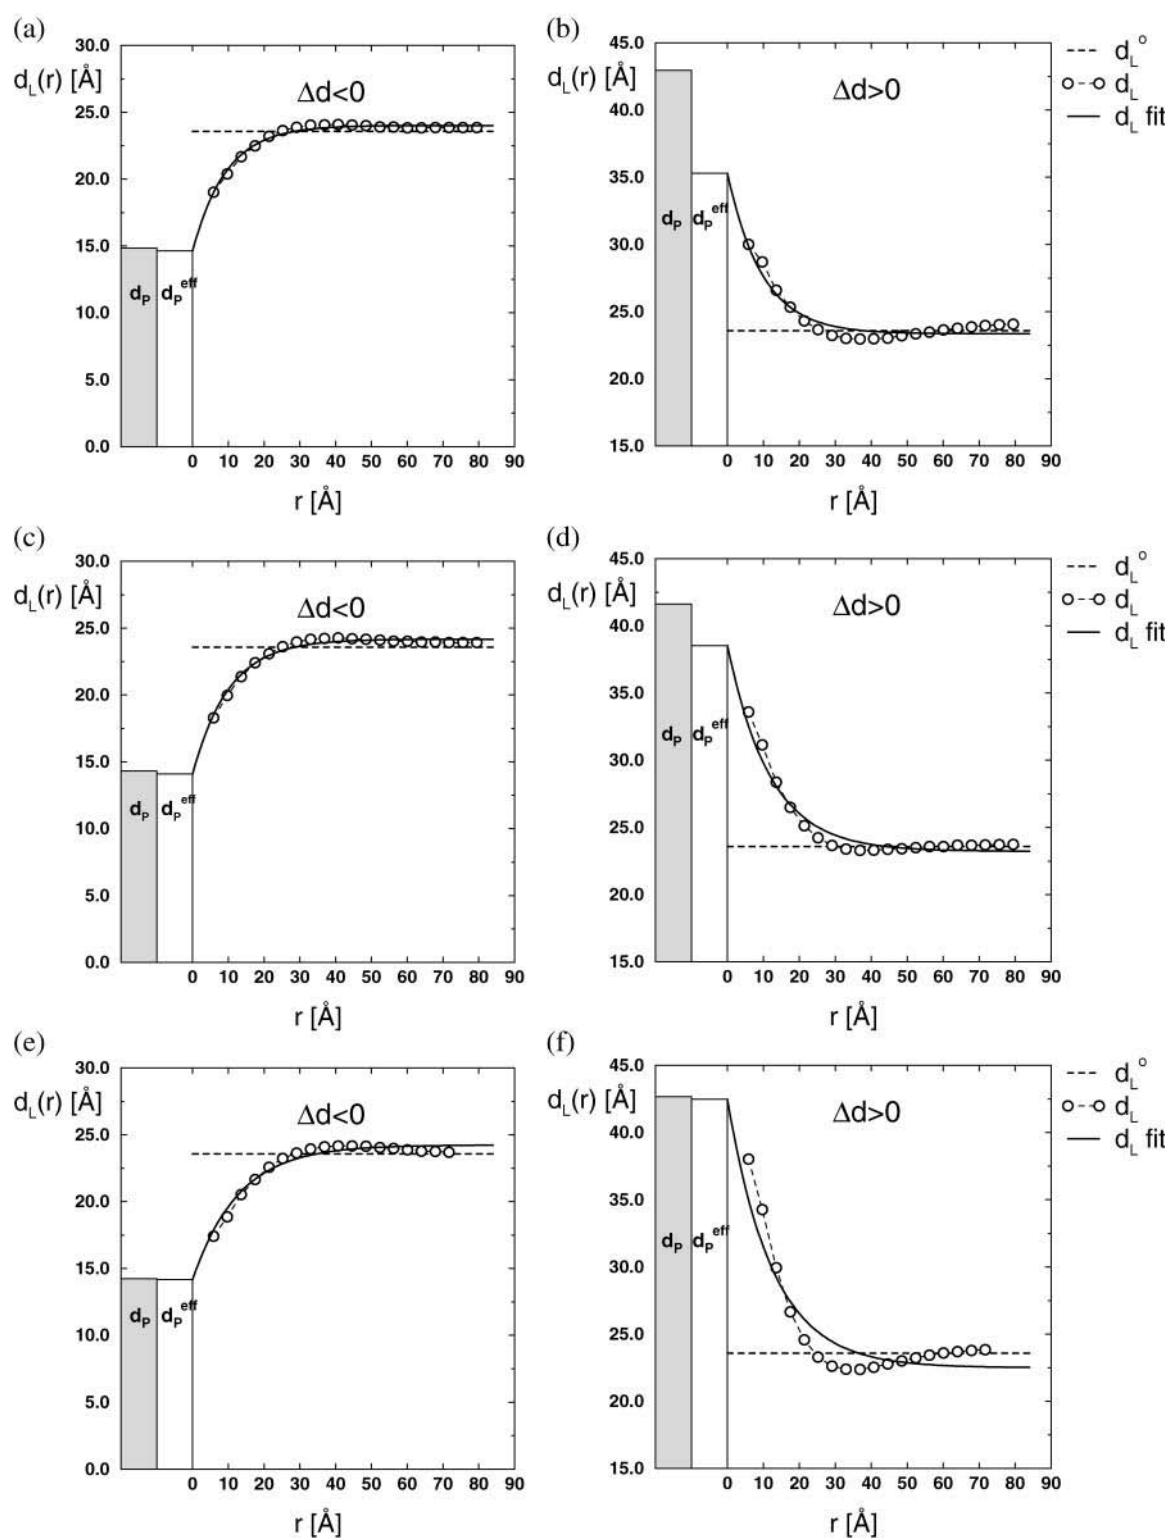 (a)
30.0
d_L(r) [Å]
25.0
20.0
15.0
10.0
5.0
0.0
Δd<0
d_P
d_P^eff
0 10 20 30 40 50 60 70 80 90
r [Å]
(b)
45.0
d_L(r) [Å]
40.0
35.0
30.0
25.0
20.0
15.0
Δd>0
d_P
d_P^eff
0 10 20 30 40 50 60 70 80 90
r [Å]
d_L^o
d_L
d_L fit
(c)
30.0
d_L(r) [Å]
25.0
20.0
15.0
10.0
5.0
0.0
Δd<0
d_P
d_P^eff
0 10 20 30 40 50 60 70 80 90
r [Å]
(d)
45.0
d_L(r) [Å]
40.0
35.0
30.0
25.0
20.0
15.0
Δd>0
d_P
d_P^eff
0 10 20 30 40 50 60 70 80 90
r [Å]
d_L^o
d_L
d_L fit
(e)
30.0
d_L(r) [Å]
25.0
20.0
15.0
10.0
5.0
0.0
Δd<0
d_P
d_P^eff
0 10 20 30 40 50 60 70 80 90
r [Å]
(f)
45.0
d_L(r) [Å]
40.0
35.0
30.0
25.0
20.0
15.0
Δd>0
d_P
d_P^eff
0 10 20 30 40 50 60 70 80 90
r [Å]
d_L^o
d_L
d_L fit